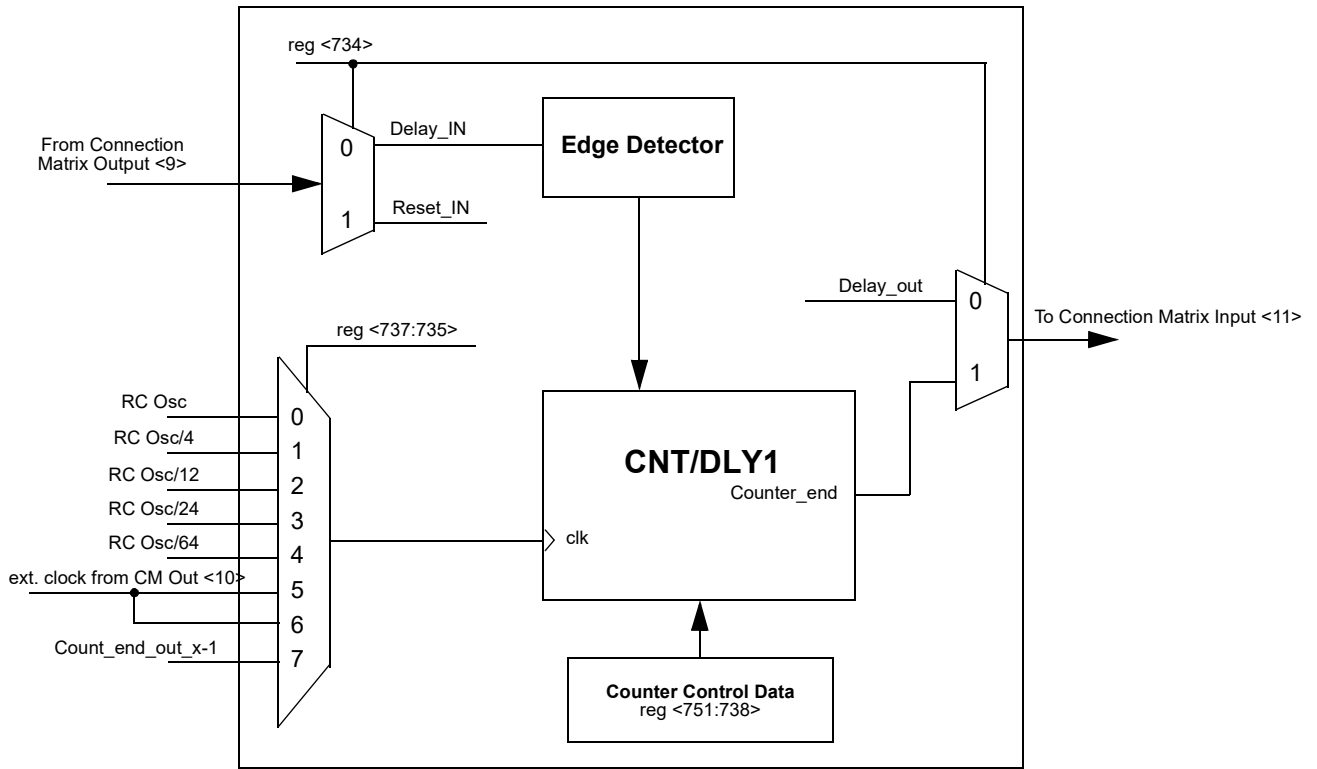 reg <734>
From Connection
Matrix Output <9>
0
1
Delay_IN
Reset_IN
Edge Detector
Delay_out
0
1
To Connection Matrix Input <11>
reg <737:735>
RC Osc
0
RC Osc/4
1
RC Osc/12
2
RC Osc/24
3
RC Osc/64
4
ext. clock from CM Out <10>
5
6
Count_end_out_x-1
7
CNT/DLY1
Counter_end
clk
Counter Control Data
reg <751:738>